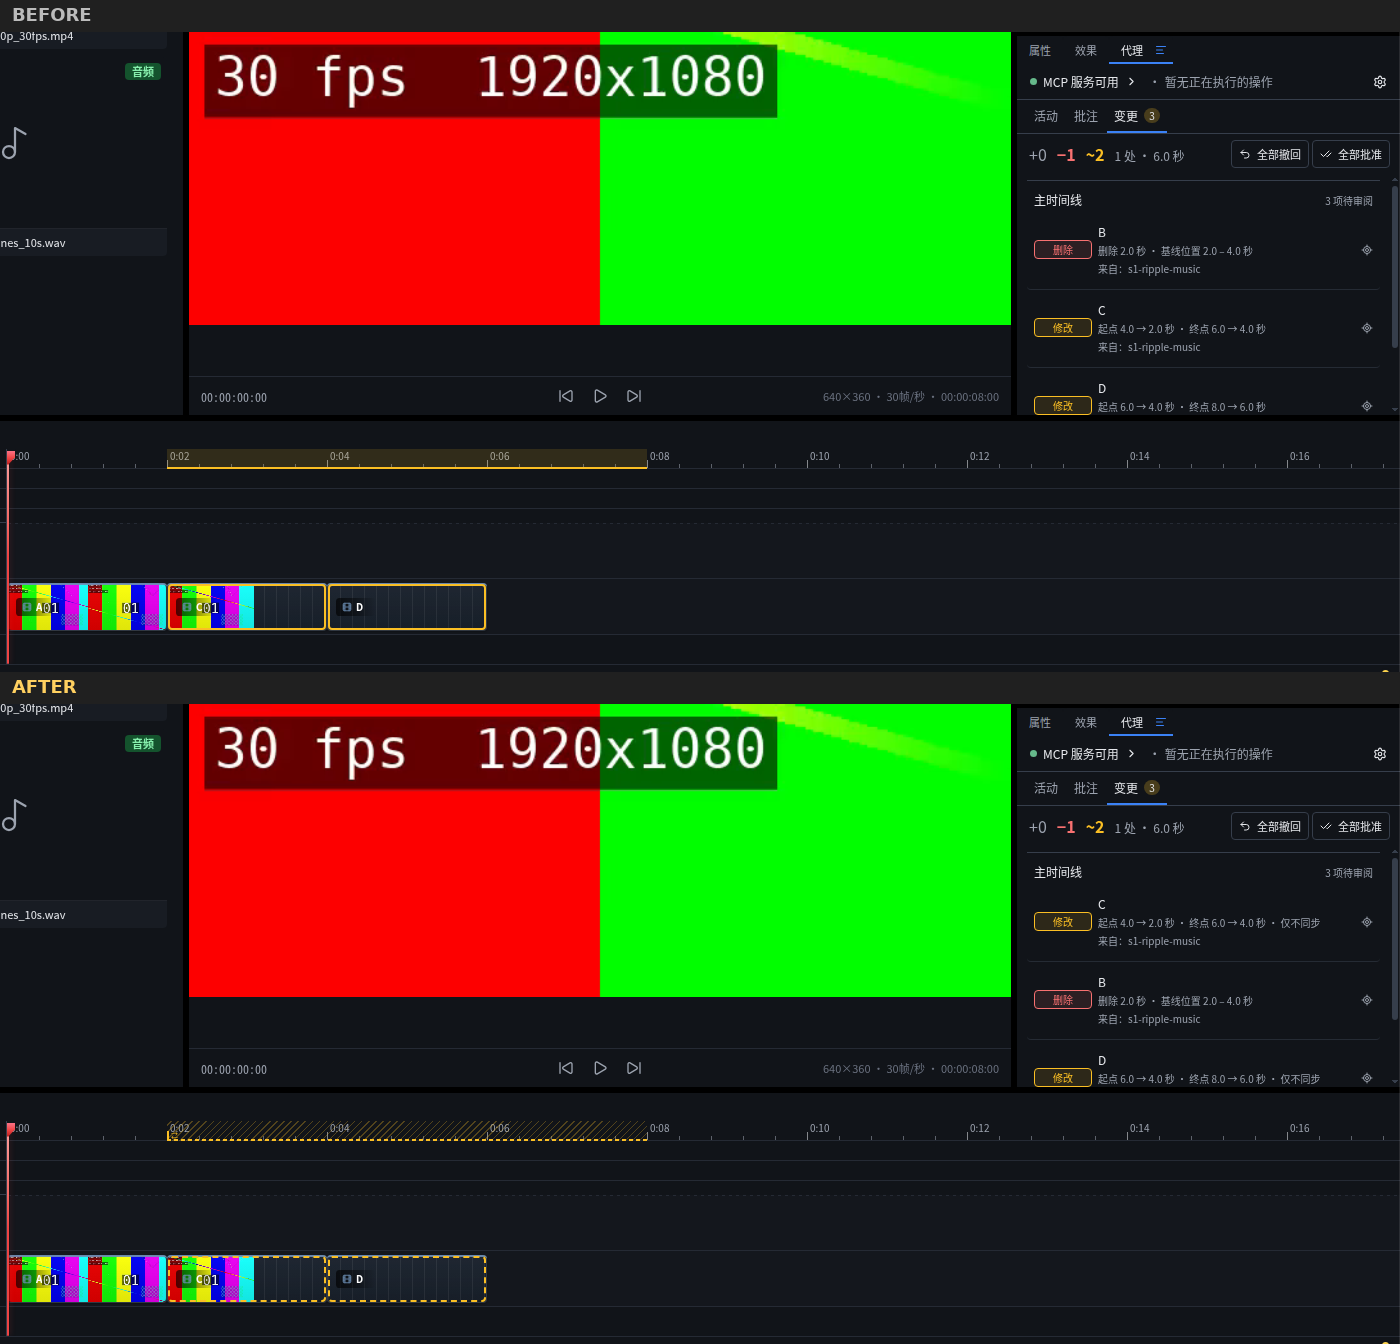 BEFORE
0p_30fps.mp4
音频
nes_10s.wav
30 fps 1920x1080
00:00:00:00
640×360 • 30帧/秒 • 00:00:08:00
属性 效果 代理
MCP 服务可用 • 暂无正在执行的操作
活动 批注 变更 3
+0 −1 ~2 1 处 • 6.0 秒 全部撤回 全部批准
主时间线 3 项待审阅
B
删除 删除 2.0 秒 • 基线位置 2.0 – 4.0 秒
来自: s1-ripple-music
C
修改 起点 4.0 → 2.0 秒 • 终点 6.0 → 4.0 秒
来自: s1-ripple-music
D
修改 起点 6.0 → 4.0 秒 • 终点 8.0 → 6.0 秒
:00 0:02 0:04 0:06 0:08 0:10 0:12 0:14 0:16
A 01 01 C 01 D
AFTER
0p_30fps.mp4
音频
nes_10s.wav
30 fps 1920x1080
00:00:00:00
640×360 • 30帧/秒 • 00:00:08:00
属性 效果 代理
MCP 服务可用 • 暂无正在执行的操作
活动 批注 变更 3
+0 −1 ~2 1 处 • 6.0 秒 全部撤回 全部批准
主时间线 3 项待审阅
C
修改 起点 4.0 → 2.0 秒 • 终点 6.0 → 4.0 秒 • 仅不同步
来自: s1-ripple-music
B
删除 删除 2.0 秒 • 基线位置 2.0 – 4.0 秒
来自: s1-ripple-music
D
修改 起点 6.0 → 4.0 秒 • 终点 8.0 → 6.0 秒 • 仅不同步
:00 0:02 0:04 0:06 0:08 0:10 0:12 0:14 0:16
A 01 01 C 01 D